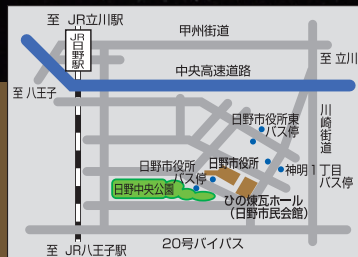 至 JR立川駅
JR日野駅
甲州街道
至 立川
中央高速道路
至 八王子
川崎街道
日野市役所東
バス停
日野市役所
バス停
日野市役所
神明1丁目
バス停
日野中央公園
ひの煉瓦ホール
(日野市民会館)
20号バイパス
至 JR八王子駅